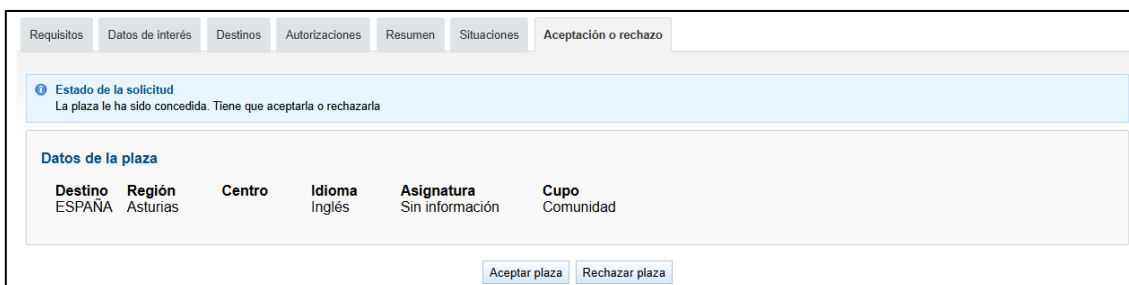 Requisitos Datos de interés Destinos Autorizaciones Resumen Situaciones Aceptación o rechazo
Estado de la solicitud
La plaza le ha sido concedida. Tiene que aceptarla o rechazarla
Datos de la plaza
Destino Región Centro Idioma Asignatura Cupo
ESPAÑA Asturias Inglés Sin información Comunidad
Aceptar plaza Rechazar plaza